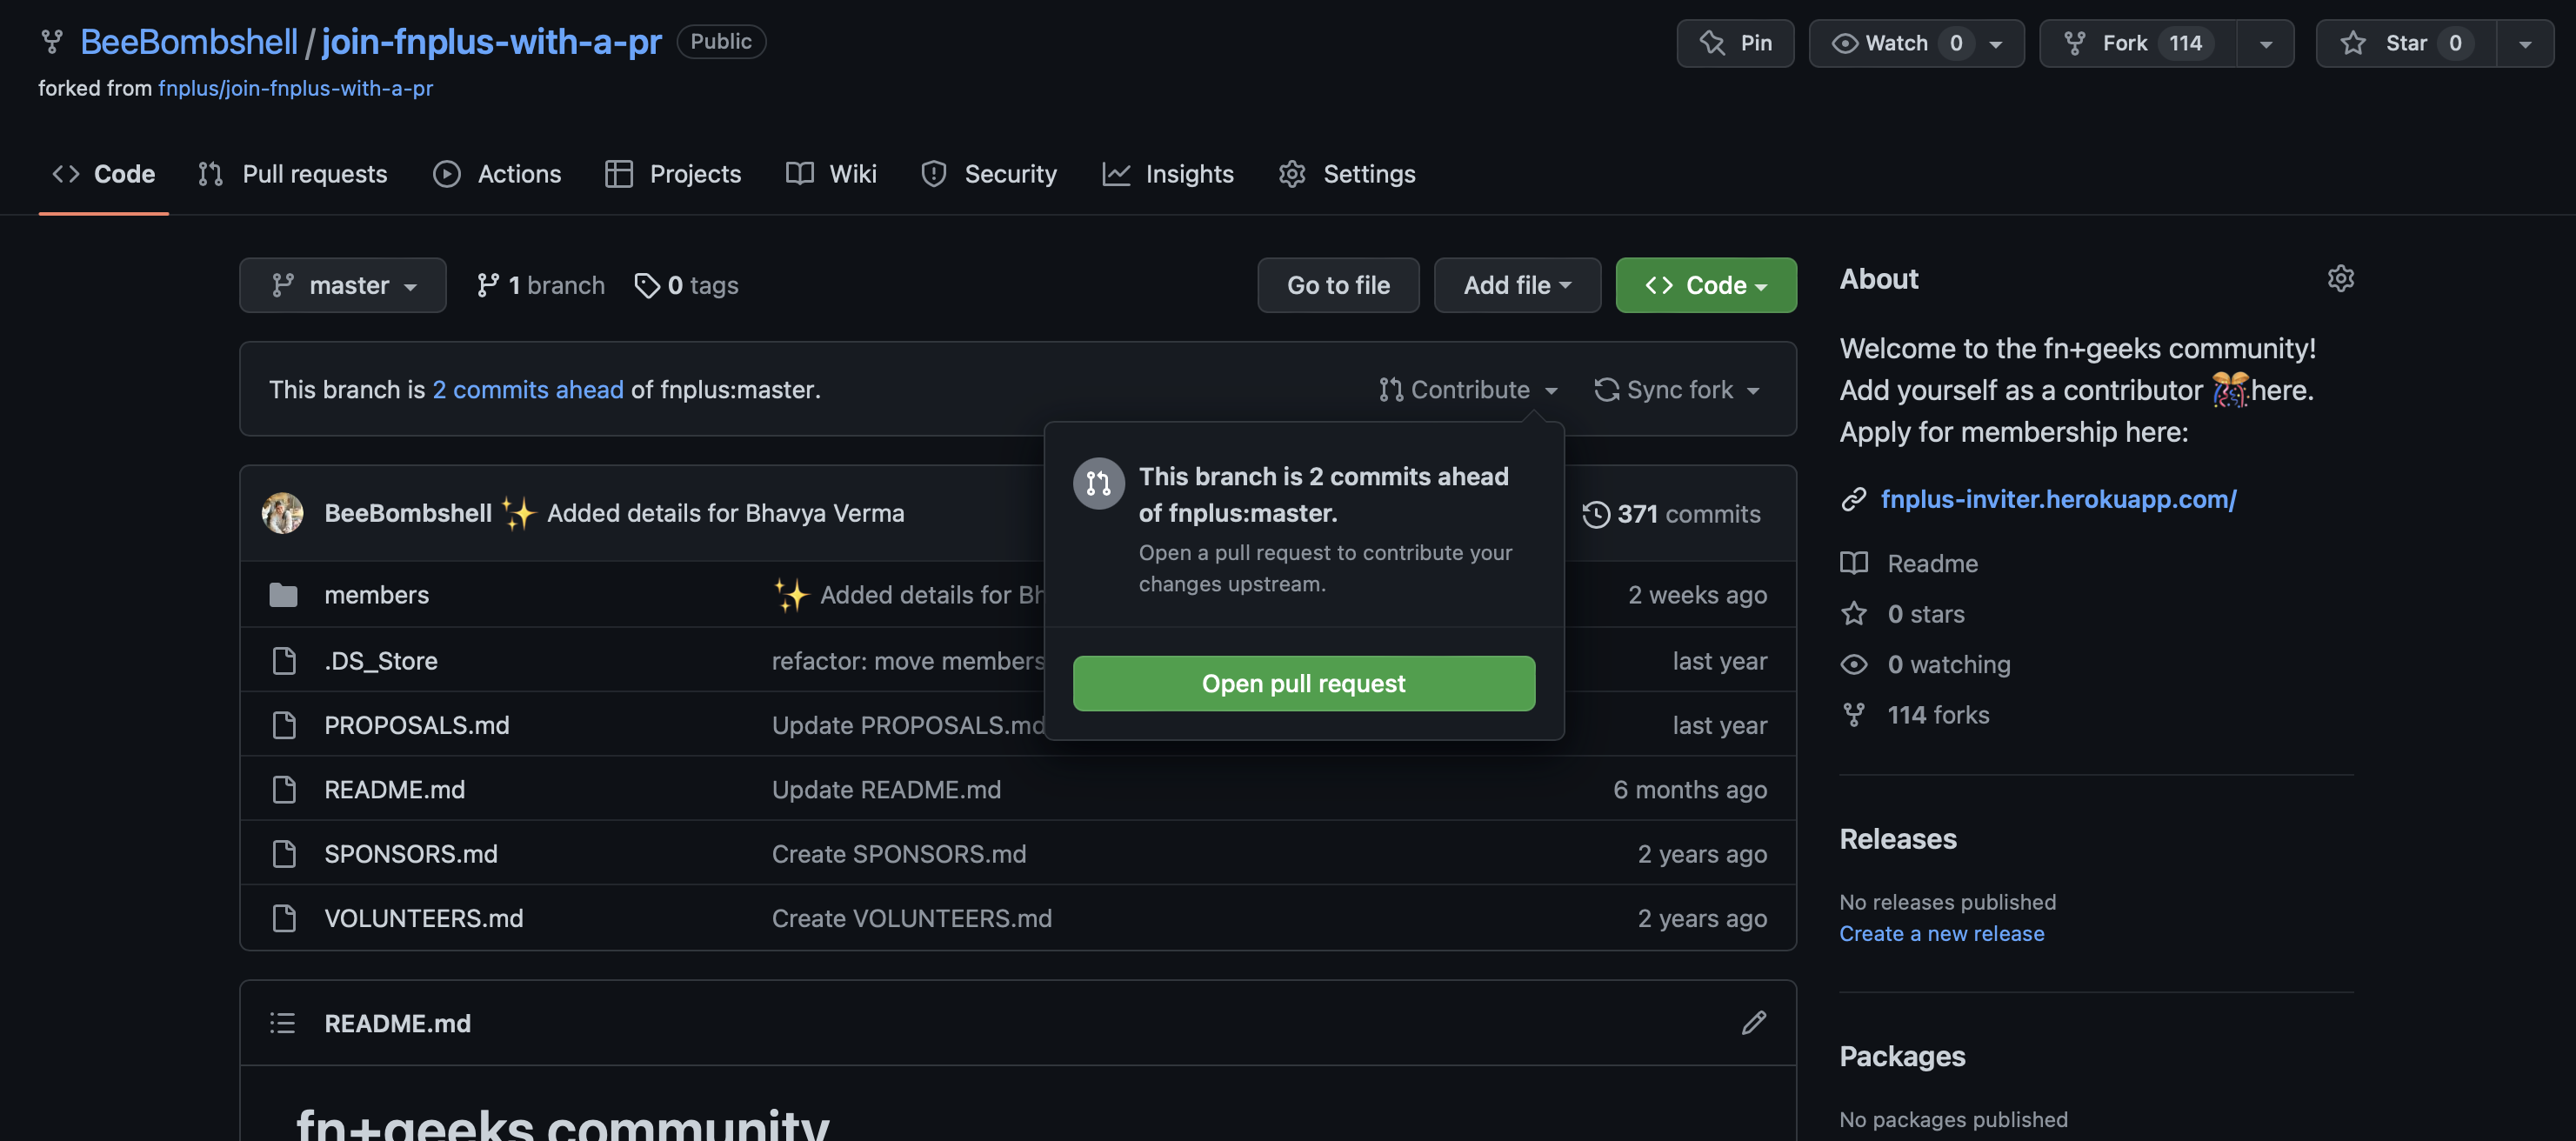 BeeBombshell / join-fnplus-with-a-pr Public
Pin
Watch 0
Fork 114
Star 0
forked from fnplus/join-fnplus-with-a-pr
Code
Pull requests
Actions
Projects
Wiki
Security
Insights
Settings
master
1 branch
0 tags
Go to file
Add file
Code
This branch is 2 commits ahead of fnplus:master.
Contribute
Sync fork
This branch is 2 commits ahead
of fnplus:master.
Open a pull request to contribute your
changes upstream.
Open pull request
BeeBombshell ✨ Added details for Bhavya Verma
371 commits
members
✨ Added details for Bh
2 weeks ago
.DS_Store
refactor: move members
last year
PROPOSALS.md
Update PROPOSALS.md
last year
README.md
Update README.md
6 months ago
SPONSORS.md
Create SPONSORS.md
2 years ago
VOLUNTEERS.md
Create VOLUNTEERS.md
2 years ago
README.md
fn+geeks community
About
Welcome to the fn+geeks community!
Add yourself as a contributor 🎊here.
Apply for membership here:
fnplus-inviter.herokuapp.com/
Readme
0 stars
0 watching
114 forks
Releases
No releases published
Create a new release
Packages
No packages published